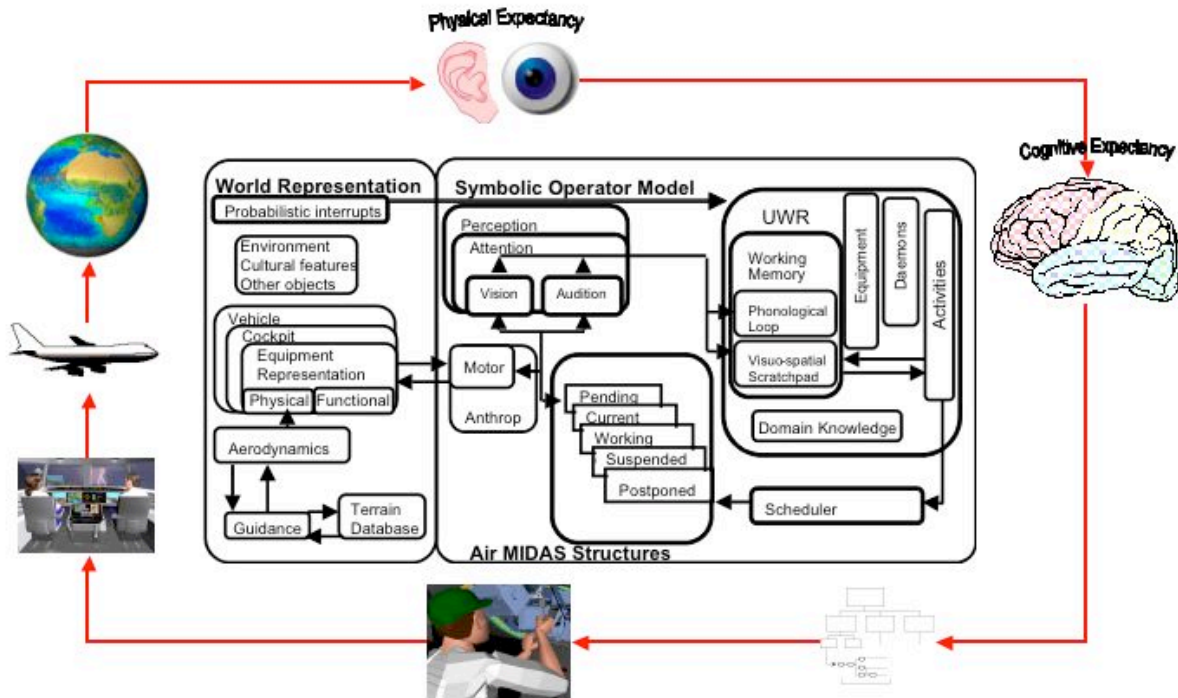 Physical Expectancy
Cognitive Expectancy
World Representation
Probabilistic interrupts
Environment
Cultural features
Other objects
Vehicle
Cockpit
Equipment
Representation
Physical
Functional
Aerodynamics
Guidance
Terrain
Database
Symbolic Operator Model
Perception
Attention
Vision
Audition
Motor
Anthrop
Pending
Current
Working
Suspended
Postponed
UWR
Working
Memory
Phonological
Loop
Visuo-spatial
Scratchpad
Equipment
Daemons
Activities
Domain Knowledge
Scheduler
Air MIDAS Structures